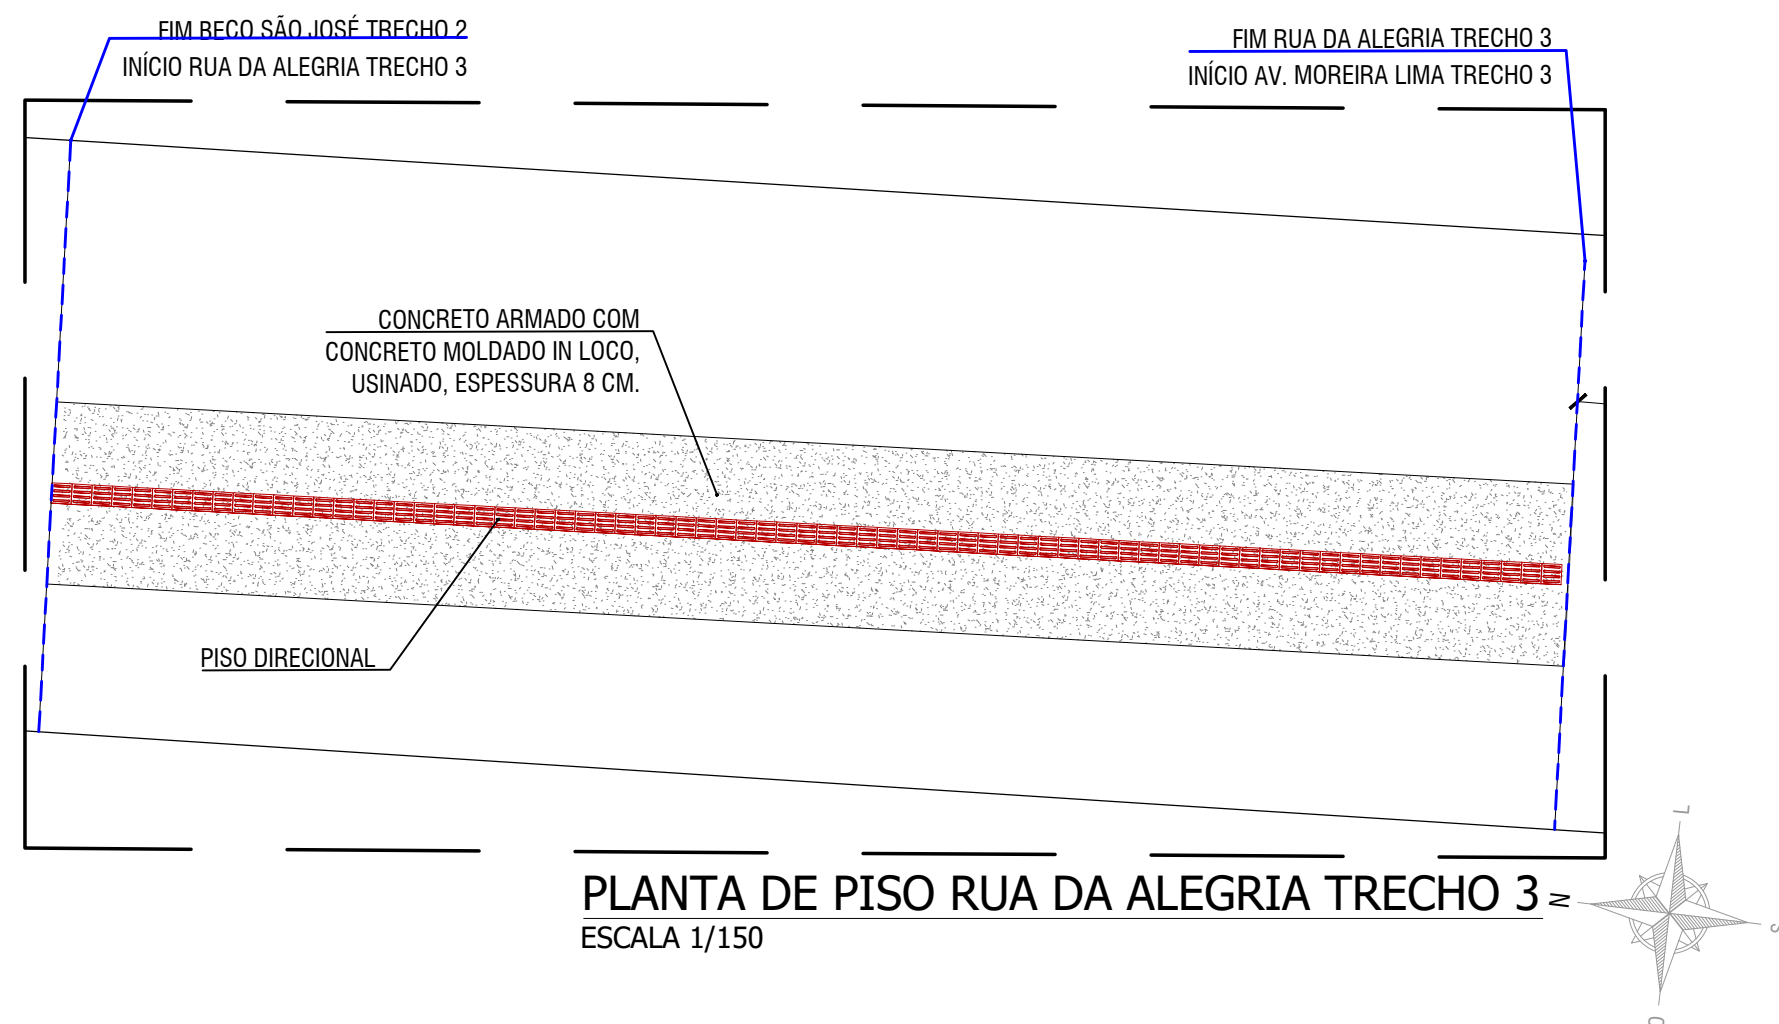 FIM BECO SÃO JOSÉ TRECHO 2
INÍCIO RUA DA ALEGRIA TRECHO 3
FIM RUA DA ALEGRIA TRECHO 3
INÍCIO AV. MOREIRA LIMA TRECHO 3
CONCRETO ARMADO COM
CONCRETO MOLDADO IN LOCO,
USINADO, ESPESSURA 8 CM.
PISO DIRECIONAL
PLANTA DE PISO RUA DA ALEGRIA TRECHO 3
ESCALA 1/150
L
N
S
O